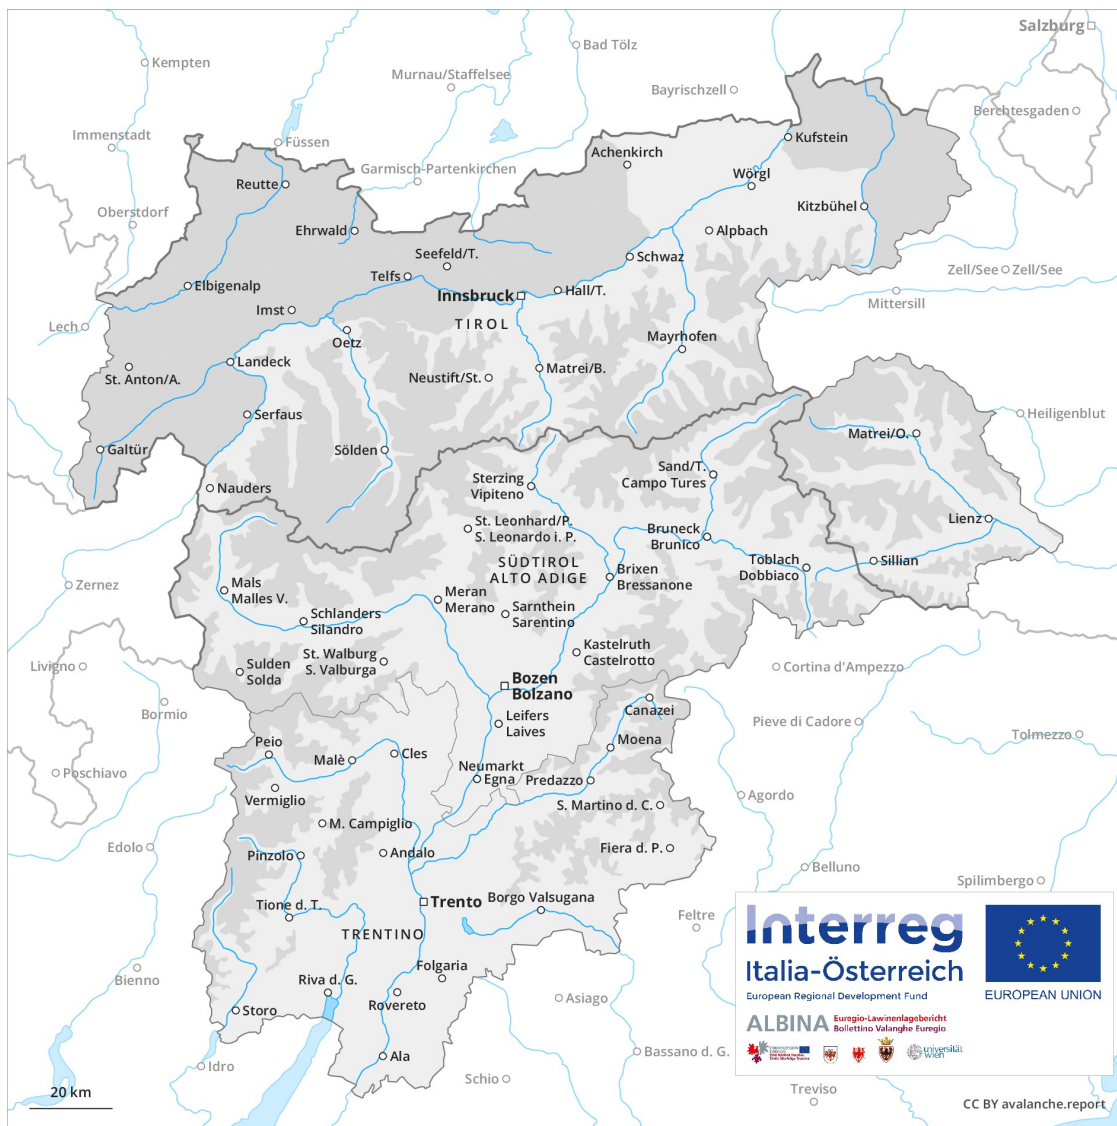 Salzburg
Bad Tölz
Kempten
Murnau/Staffelsee
Bayrischzell
Berchtesgaden
Immenstadt
Füssen
Kufstein
Achenkirch
Garmisch-Partenkirchen
Wörgl
Reutte
Kitzbühel
Oberstdorf
Ehrwald
Alpbach
Seefeld/T.
Schwaz
Telfs
Zell/See
Zell/See
Elbigenalp
Hall/T.
Innsbruck
Mittersill
Imst
TIROL
Lech
Mayrhofen
Oetz
Landeck
Matrei/B.
St. Anton/A.
Neustift/St.
Serfaus
Heiligenblut
Matrei/O.
Galtür
Sölden
Sand/T.
Campo Tures
Sterzing
Vipiteno
Nauders
Lienz
St. Leonhard/P.
S. Leonardo i. P.
Bruneck
Brunico
SÜDTIROL
ALTO ADIGE
Toblach
Dobbiaco
Sillian
Brixen
Bressanone
Zernez
Mals
Malles V.
Meran
Merano
Schlanders
Silandro
Sarnthein
Sarentino
Kastelruth
Castelrotto
St. Walburg
S. Valburga
Livigno
Sulden
Solda
Cortina d'Ampezzo
Bozen
Bolzano
Canazei
Bormio
Leifers
Laives
Pieve di Cadore
Tolmezzo
Moena
Peio
Malè
Cles
Poschiavo
Neumarkt
Egna
Predazzo
Vermiglio
Agordo
S. Martino d. C.
M. Campiglio
Edolo
Pinzolo
Andalo
Fiera d. P.
Belluno
Spilimbergo
Trento
Borgo Valsugana
Tione d. T.
Feltre
TRENTINO
Interreg
Italia-Österreich
European Regional Development Fund
EUROPEAN UNION
Bienno
Folgaria
Riva d. G.
Rovereto
Asiago
Storo
ALBINA
Euregio-Lawinenlagebericht
Bollettino Valanghe Euregio
universität
wien
Ala
Idro
Bassano d. G.
Schio
20 km
Treviso
CC BY avalanche.report